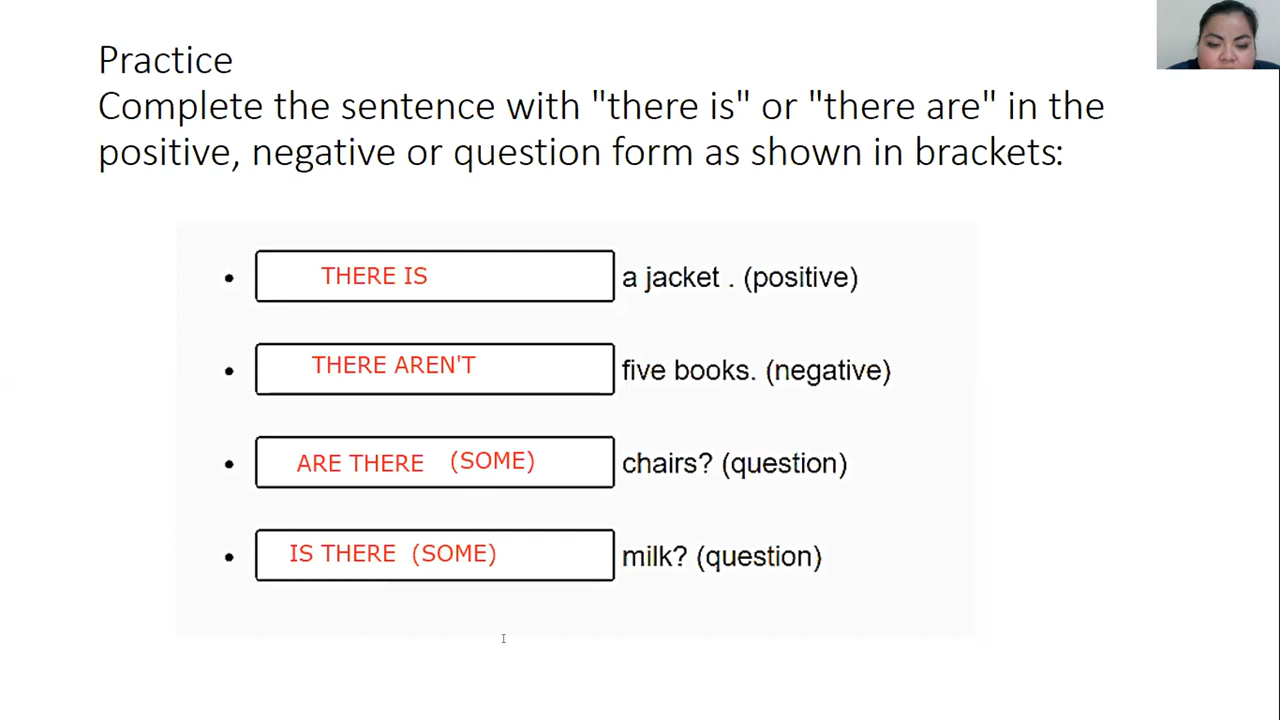 Practice
Complete the sentence with "there is" or "there are" in the
positive, negative or question form as shown in brackets:
• THERE IS a jacket . (positive)
• THERE AREN'T five books. (negative)
• ARE THERE (SOME) chairs? (question)
• IS THERE (SOME) milk? (question)